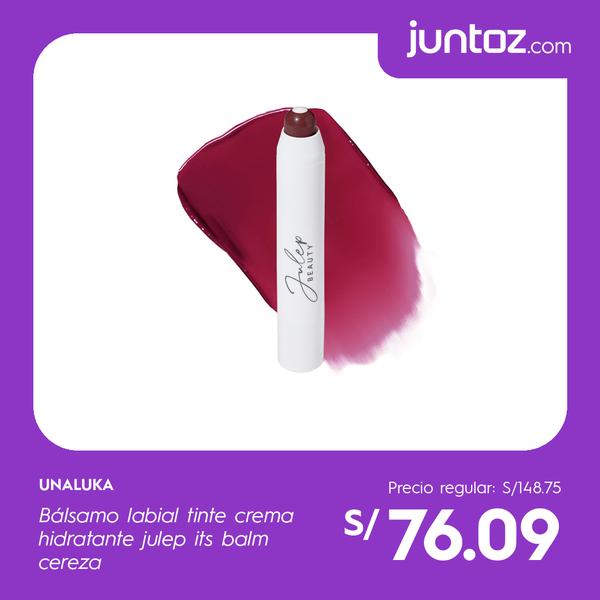 juntoz.com
Julep
BEAUTY
UNALUKA
Bálsamo labial tinte crema
hidratante julep its balm
cereza
Precio regular: S/148.75
S/76.09